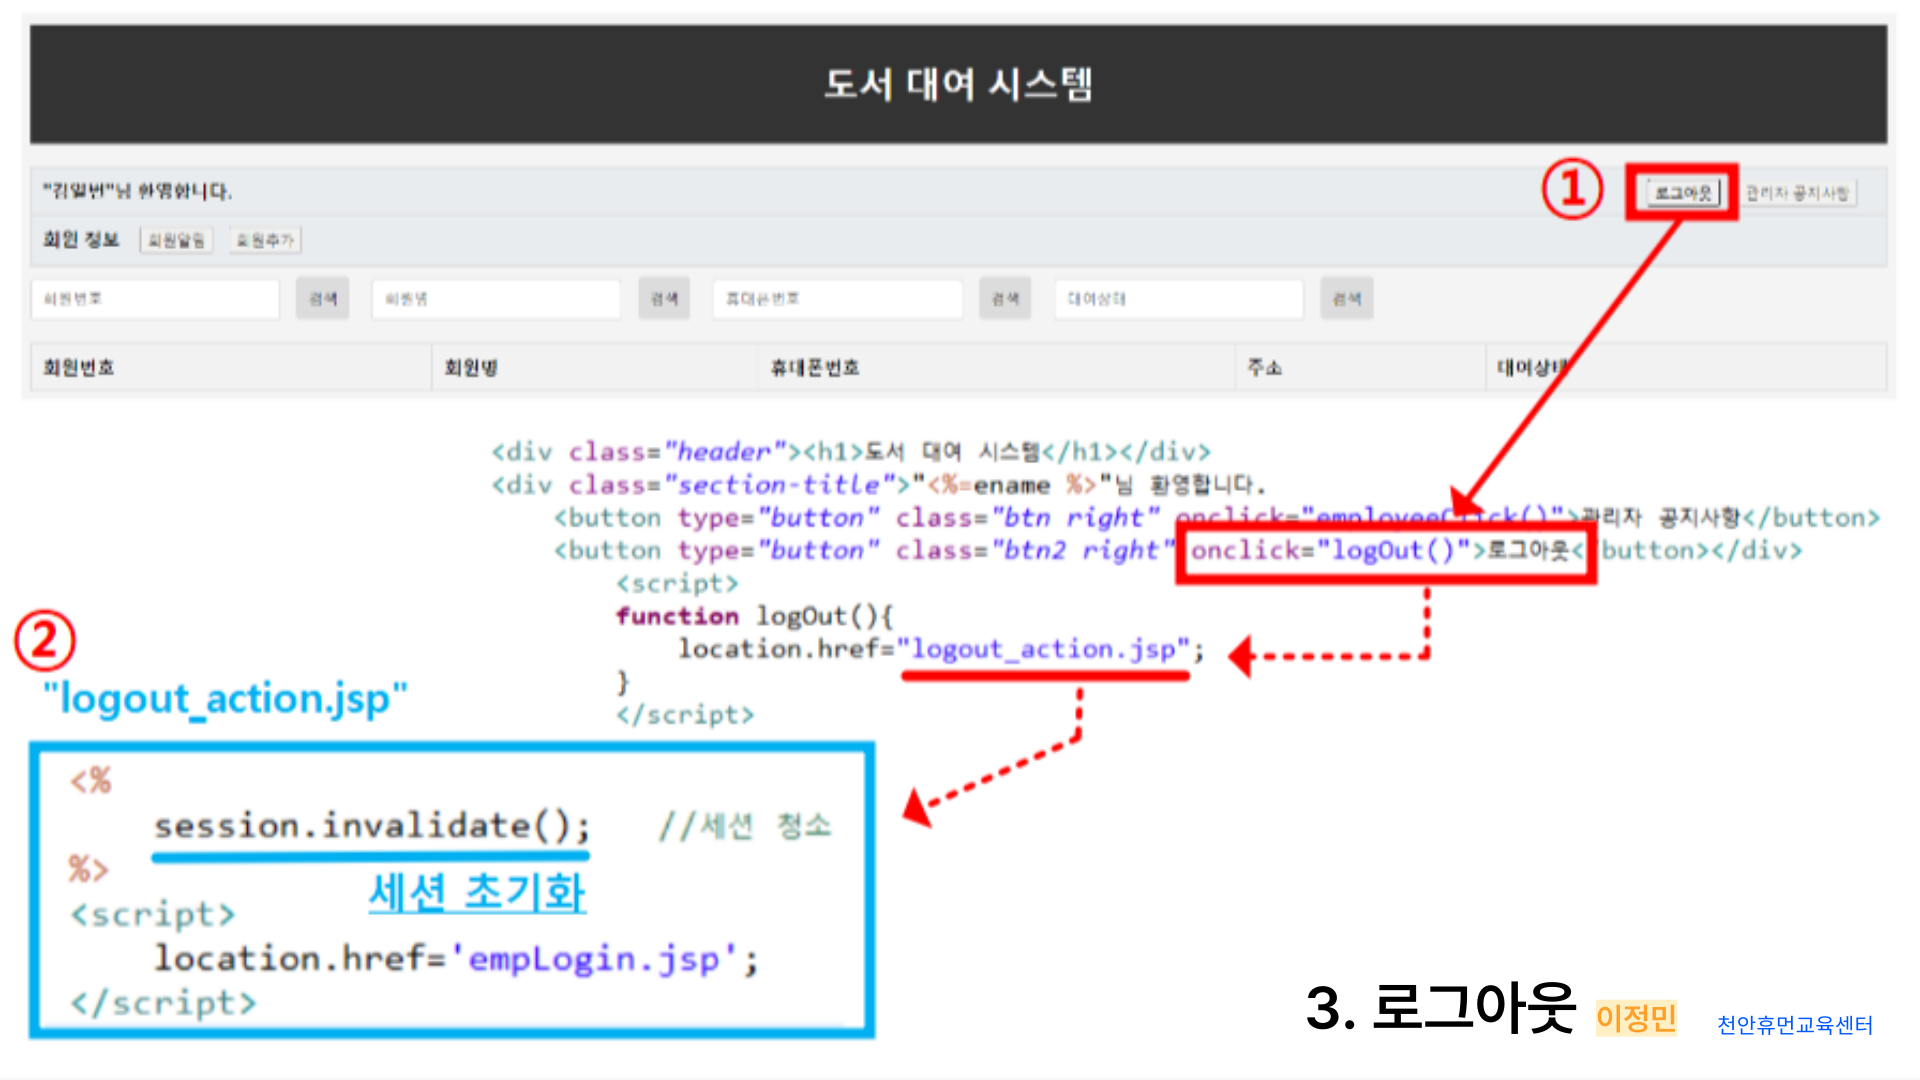 도서 대여 시스템
"김일번"님 환영합니다.
①
로그아웃
관리자 공지사항
회원 정보 회원알림 회원추가
회원번호 검색 회원명 검색 휴대폰번호 검색 대여상태 검색
회원번호 회원명 휴대폰번호 주소 대여상태
<div class="header"><h1>도서 대여 시스템</h1></div>
<div class="section-title">"<%=ename %>"님 환영합니다.
<button type="button" class="btn right" onclick="employeeClick()">관리자 공지사항</button>
<button type="button" class="btn2 right" onclick="logOut()">로그아웃</button></div>
<script>
function logOut(){
location.href="logout_action.jsp";
}
</script>
②
"logout_action.jsp"
<%
session.invalidate(); //세션 청소
%>
세션 초기화
<script>
location.href='empLogin.jsp';
</script>
3. 로그아웃 이정민 천안휴먼교육센터